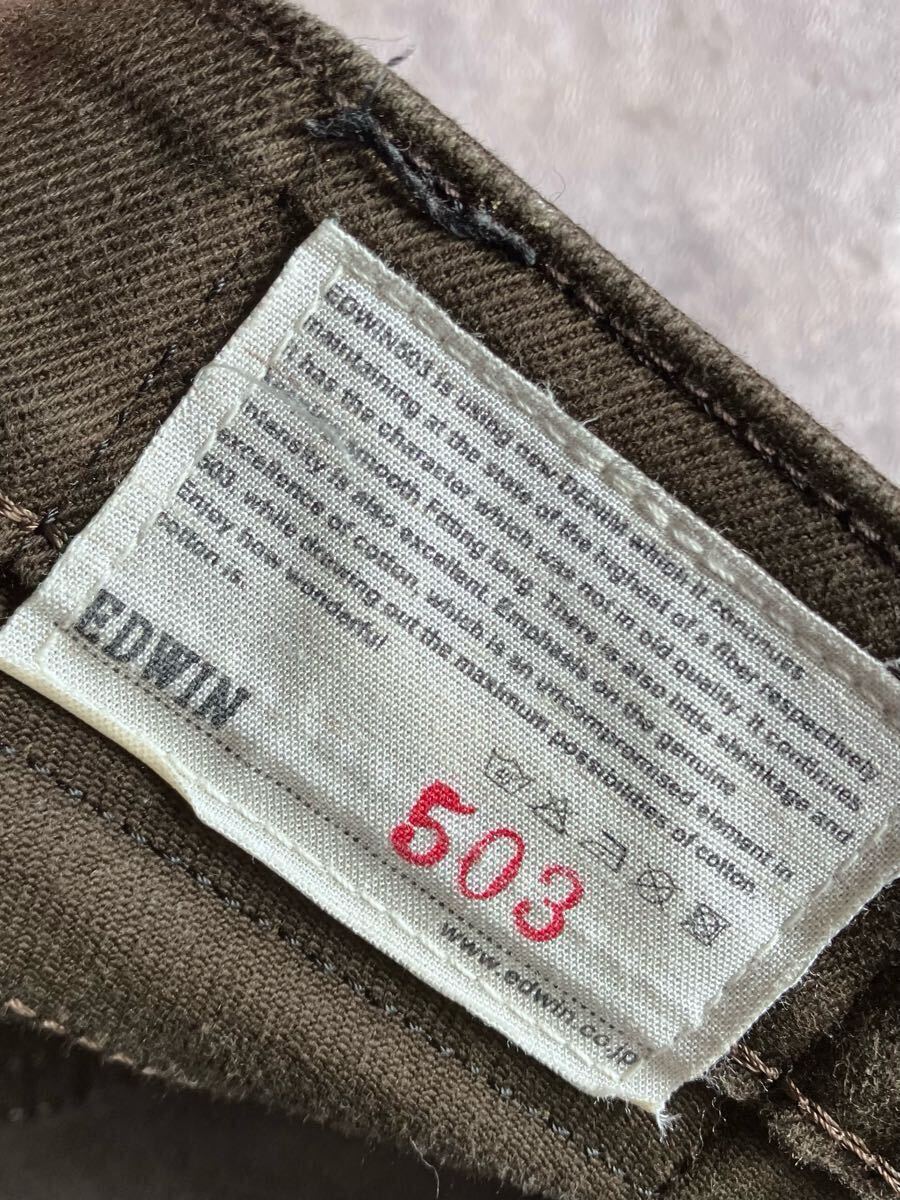 EDWIN503 is using new DENIM which it continues
maintaining at the state of the highest of a fiber respectively
It has the character which was not in old quality. It continues
smooth fitting long. There is also little shrinkage and
mensity is also excellent. Emphasis on the genuine
excellence of cotton, which is an uncompromised element in
503, while drawing out the maximum possibilities of cotton.
Enjoy how wonderful
cotton is.
EDWIN
503
www.edwin.co.jp